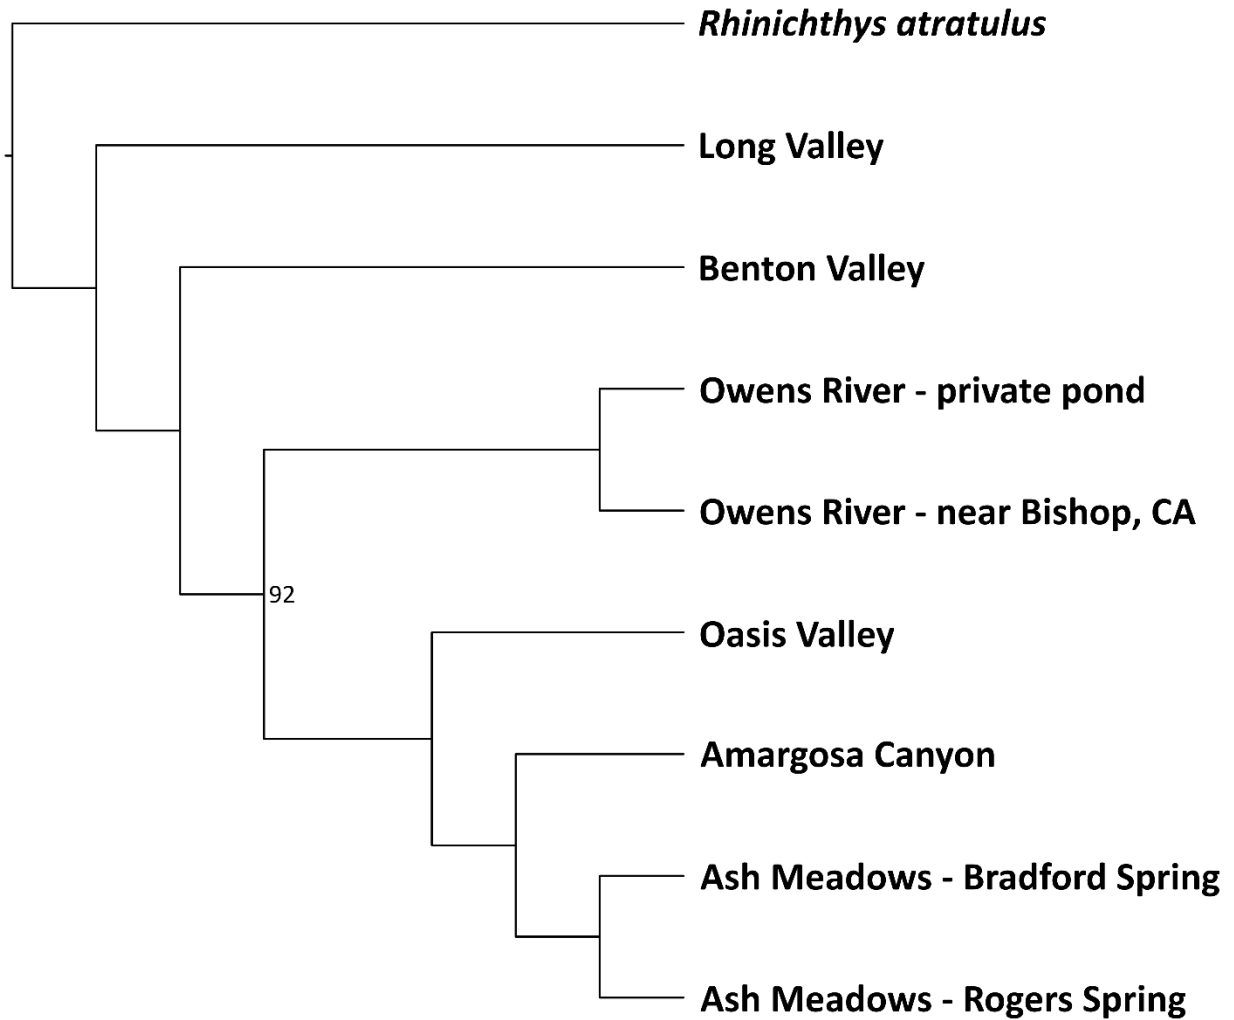 Rhinichthys atratulus
Long Valley
Benton Valley
Owens River - private pond
Owens River - near Bishop, CA
92
Oasis Valley
Amargosa Canyon
Ash Meadows - Bradford Spring
Ash Meadows - Rogers Spring